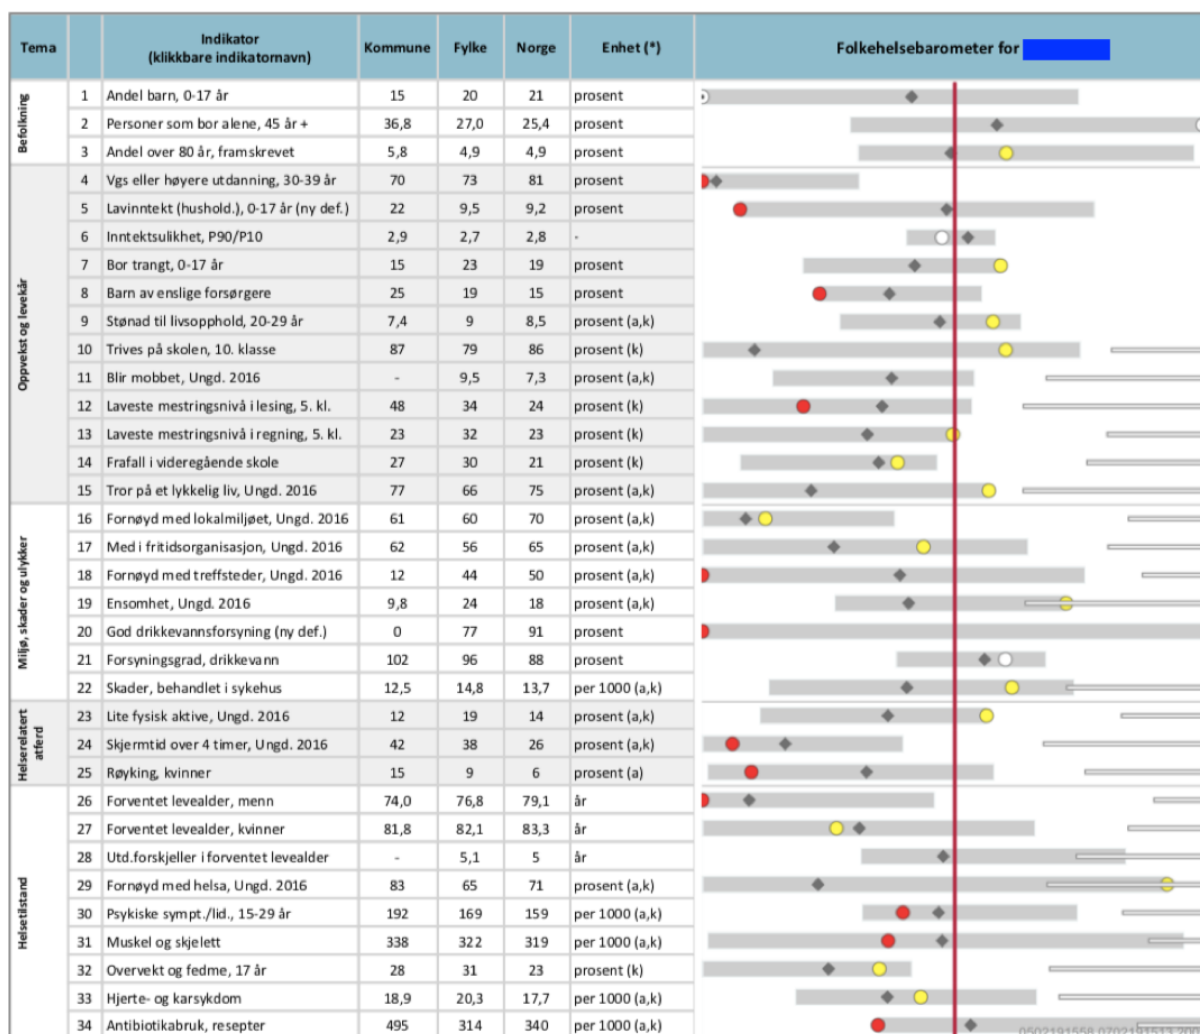 Tema Indikator (klikkbare indikatornavn) Kommune Fylke Norge Enhet (*) Folkehelsebarometer for
Befolkning
1 Andel barn, 0-17 år 15 20 21 prosent
2 Personer som bor alene, 45 år + 36,8 27,0 25,4 prosent
3 Andel over 80 år, framskrevet 5,8 4,9 4,9 prosent
Oppvekst og levekår
4 Vgs eller høyere utdanning, 30-39 år 70 73 81 prosent
5 Lavinntekt (hushold.), 0-17 år (ny def.) 22 9,5 9,2 prosent
6 Inntektsulikhet, P90/P10 2,9 2,7 2,8 -
7 Bor trangt, 0-17 år 15 23 19 prosent
8 Barn av enslige forsørgere 25 19 15 prosent
9 Stønad til livsopphold, 20-29 år 7,4 9 8,5 prosent (a,k)
10 Trives på skolen, 10. klasse 87 79 86 prosent (k)
11 Blir mobbet, Ungd. 2016 - 9,5 7,3 prosent (a,k)
12 Laveste mestringsnivå i lesing, 5. kl. 48 34 24 prosent (k)
13 Laveste mestringsnivå i regning, 5. kl. 23 32 23 prosent (k)
14 Frafall i videregående skole 27 30 21 prosent (k)
15 Tror på et lykkelig liv, Ungd. 2016 77 66 75 prosent (a,k)
Miljø, skader og ulykker
16 Fornøyd med lokalmiljøet, Ungd. 2016 61 60 70 prosent (a,k)
17 Med i fritidsorganisasjon, Ungd. 2016 62 56 65 prosent (a,k)
18 Fornøyd med treffsteder, Ungd. 2016 12 44 50 prosent (a,k)
19 Ensomhet, Ungd. 2016 9,8 24 18 prosent (a,k)
20 God drikkevannsforsyning (ny def.) 0 77 91 prosent
21 Forsyningsgrad, drikkevann 102 96 88 prosent
22 Skader, behandlet i sykehus 12,5 14,8 13,7 per 1000 (a,k)
Helserelatert atferd
23 Lite fysisk aktive, Ungd. 2016 12 19 14 prosent (a,k)
24 Skjermtid over 4 timer, Ungd. 2016 42 38 26 prosent (a,k)
25 Røyking, kvinner 15 9 6 prosent (a)
Helsetilstand
26 Forventet levealder, menn 74,0 76,8 79,1 år
27 Forventet levealder, kvinner 81,8 82,1 83,3 år
28 Utd.forskjeller i forventet levealder - 5,1 5 år
29 Fornøyd med helsa, Ungd. 2016 83 65 71 prosent (a,k)
30 Psykiske sympt./lid., 15-29 år 192 169 159 per 1000 (a,k)
31 Muskel og skjelett 338 322 319 per 1000 (a,k)
32 Overvekt og fedme, 17 år 28 31 23 prosent (k)
33 Hjerte- og karsykdom 18,9 20,3 17,7 per 1000 (a,k)
34 Antibiotikabruk, resepter 495 314 340 per 1000 (a,k)